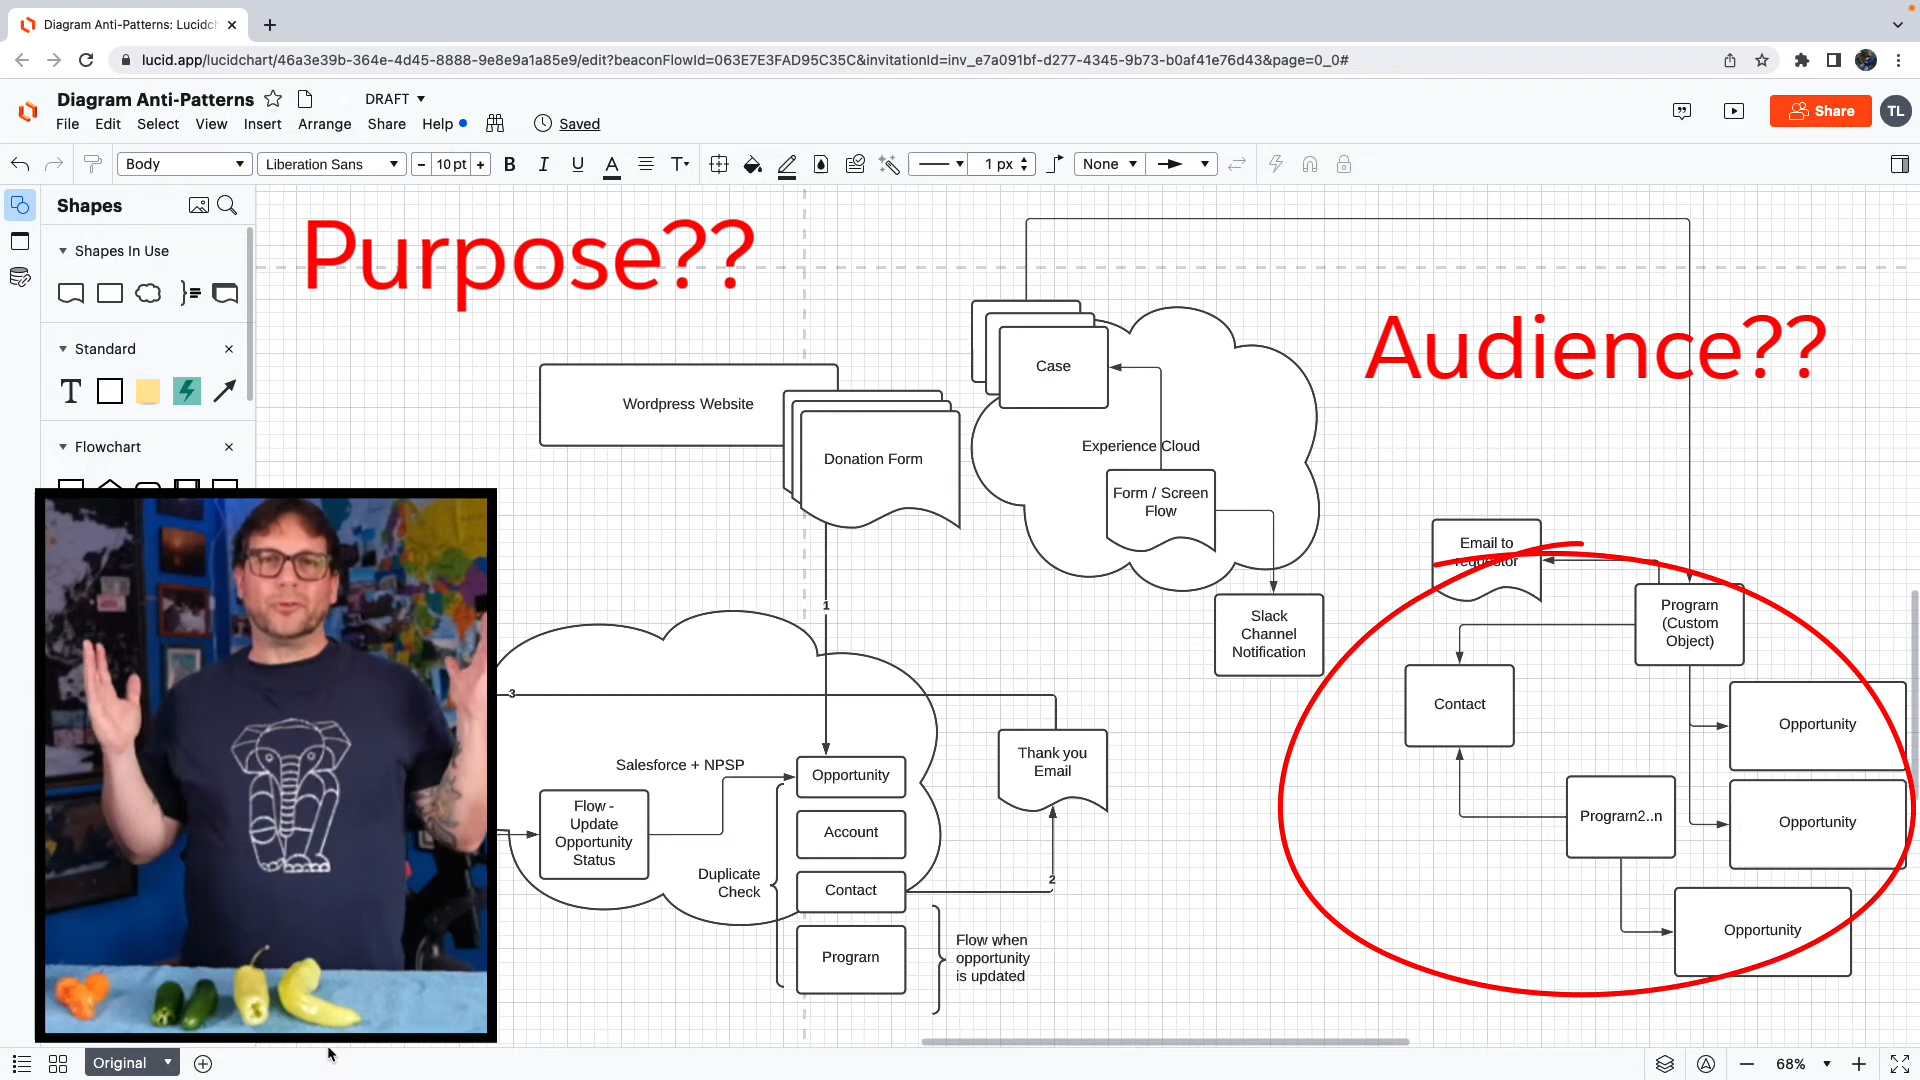 Diagram Anti-Patterns: Lucidch
lucid.app/lucidchart/46a3e39b-364e-4d45-8888-9e8e9a1a85e9/edit?beaconFlowId=063E7E3FAD95C35C&invitationId=inv_e7a091bf-d277-4345-9b73-b0af41e76d43&page=0_0#
Diagram Anti-Patterns
DRAFT
File Edit Select View Insert Arrange Share Help
Saved
Share
TL
Body
Liberation Sans
- 10 pt +
B I U A T
1 px
None
Shapes
Shapes In Use
Standard
T
Flowchart
Purpose??
Audience??
Wordpress Website
Donation Form
Case
Experience Cloud
Form / Screen
Flow
Slack
Channel
Notification
Email to
requestor
Program
(Custom
Object)
Contact
Opportunity
Opportunity
Program2..n
Opportunity
1
3
Salesforce + NPSP
Flow -
Update
Opportunity
Status
Opportunity
Account
Contact
Program
Duplicate
Check
Thank you
Email
2
Flow when
opportunity
is updated
Original
68%